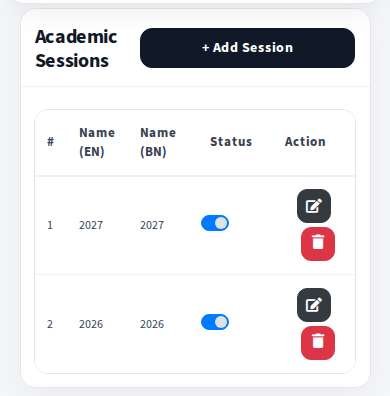 Academic
Sessions
+ Add Session
# Name (EN) Name (BN) Status Action
1 2027 2027
2 2026 2026